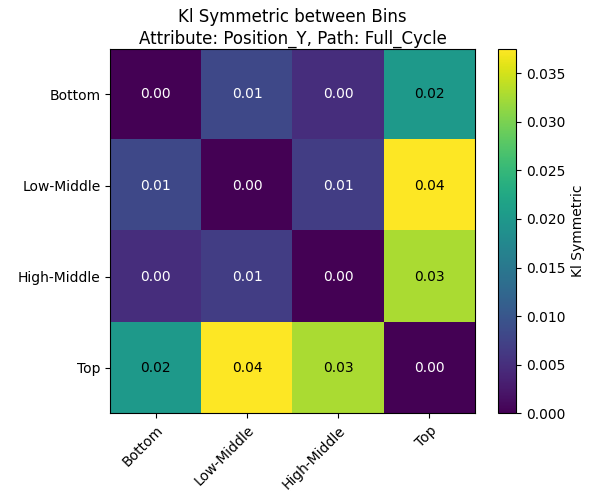 Kl Symmetric between Bins
Attribute: Position_Y, Path: Full_Cycle
Bottom 0.00 0.01 0.00 0.02
Low-Middle 0.01 0.00 0.01 0.04
High-Middle 0.00 0.01 0.00 0.03
Top 0.02 0.04 0.03 0.00
Bottom Low-Middle High-Middle Top
0.035
0.030
0.025
0.020
0.015
0.010
0.005
0.000
Kl Symmetric